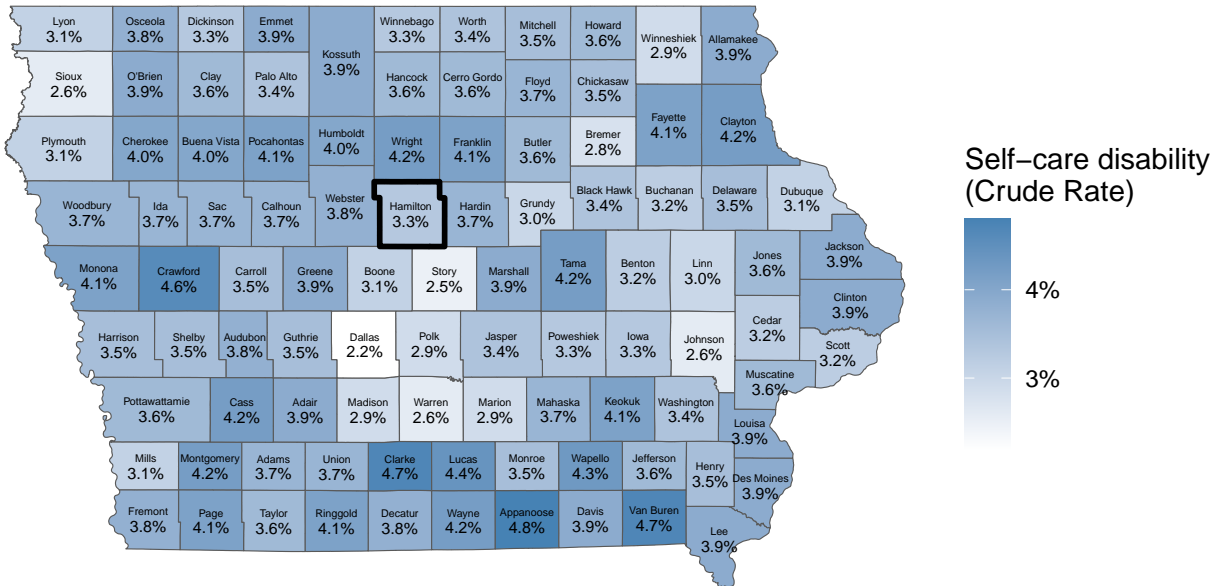 Lyon
3.1%
Osceola
3.8%
Dickinson
3.3%
Emmet
3.9%
Kossuth
3.9%
Winnebago
3.3%
Worth
3.4%
Mitchell
3.5%
Howard
3.6%
Winneshiek
2.9%
Allamakee
3.9%
Sioux
2.6%
O'Brien
3.9%
Clay
3.6%
Palo Alto
3.4%
Hancock
3.6%
Cerro Gordo
3.6%
Floyd
3.7%
Chickasaw
3.5%
Fayette
4.1%
Clayton
4.2%
Plymouth
3.1%
Cherokee
4.0%
Buena Vista
4.0%
Pocahontas
4.1%
Humboldt
4.0%
Wright
4.2%
Franklin
4.1%
Butler
3.6%
Bremer
2.8%
Woodbury
3.7%
Ida
3.7%
Sac
3.7%
Calhoun
3.7%
Webster
3.8%
Hamilton
3.3%
Hardin
3.7%
Grundy
3.0%
Black Hawk
3.4%
Buchanan
3.2%
Delaware
3.5%
Dubuque
3.1%
Monona
4.1%
Crawford
4.6%
Carroll
3.5%
Greene
3.9%
Boone
3.1%
Story
2.5%
Marshall
3.9%
Tama
4.2%
Benton
3.2%
Linn
3.0%
Jones
3.6%
Jackson
3.9%
Clinton
3.9%
Harrison
3.5%
Shelby
3.5%
Audubon
3.8%
Guthrie
3.5%
Dallas
2.2%
Polk
2.9%
Jasper
3.4%
Poweshiek
3.3%
Iowa
3.3%
Johnson
2.6%
Cedar
3.2%
Scott
3.2%
Muscatine
3.6%
Pottawattamie
3.6%
Cass
4.2%
Adair
3.9%
Madison
2.9%
Warren
2.6%
Marion
2.9%
Mahaska
3.7%
Keokuk
4.1%
Washington
3.4%
Louisa
3.9%
Mills
3.1%
Montgomery
4.2%
Adams
3.7%
Union
3.7%
Clarke
4.7%
Lucas
4.4%
Monroe
3.5%
Wapello
4.3%
Jefferson
3.6%
Henry
3.5%
Des Moines
3.9%
Fremont
3.8%
Page
4.1%
Taylor
3.6%
Ringgold
4.1%
Decatur
3.8%
Wayne
4.2%
Appanoose
4.8%
Davis
3.9%
Van Buren
4.7%
Lee
3.9%
Self−care disability
(Crude Rate)
4%
3%